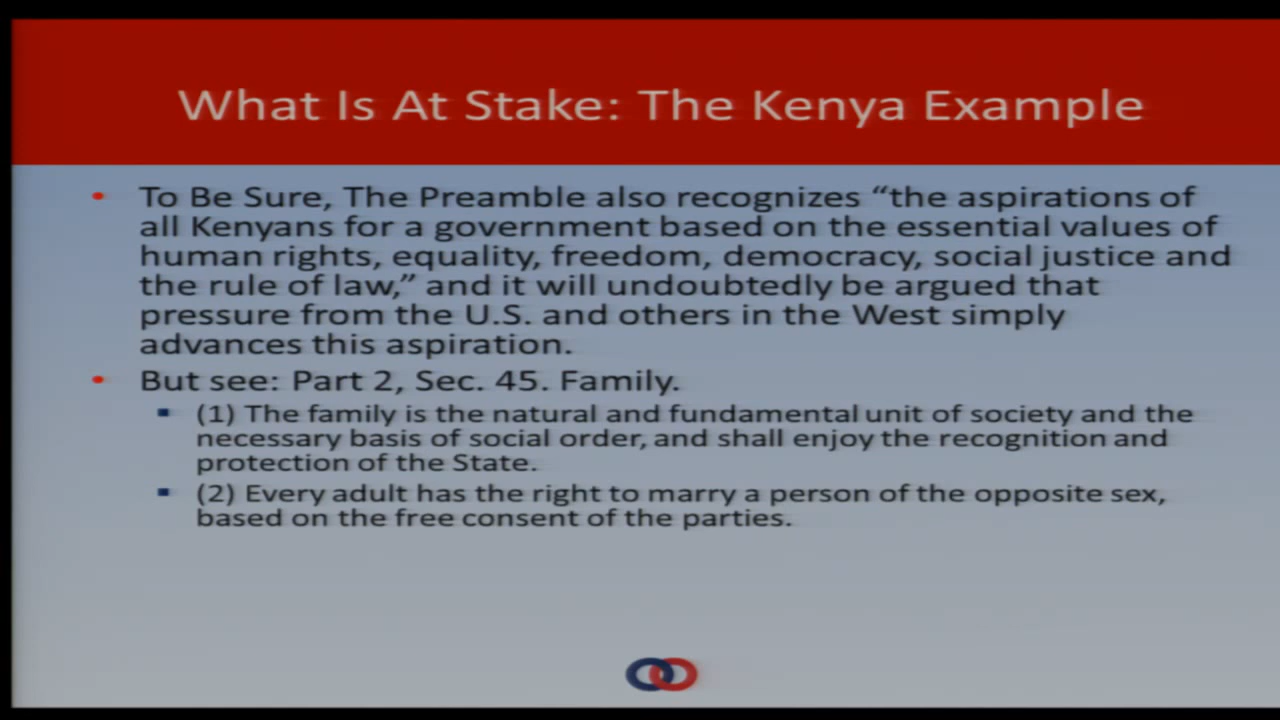 What Is At Stake: The Kenya Example
• To Be Sure, The Preamble also recognizes “the aspirations of
all Kenyans for a government based on the essential values of
human rights, equality, freedom, democracy, social justice and
the rule of law,” and it will undoubtedly be argued that
pressure from the U.S. and others in the West simply
advances this aspiration.
• But see: Part 2, Sec. 45. Family.
▪ (1) The family is the natural and fundamental unit of society and the
necessary basis of social order, and shall enjoy the recognition and
protection of the State.
▪ (2) Every adult has the right to marry a person of the opposite sex,
based on the free consent of the parties.